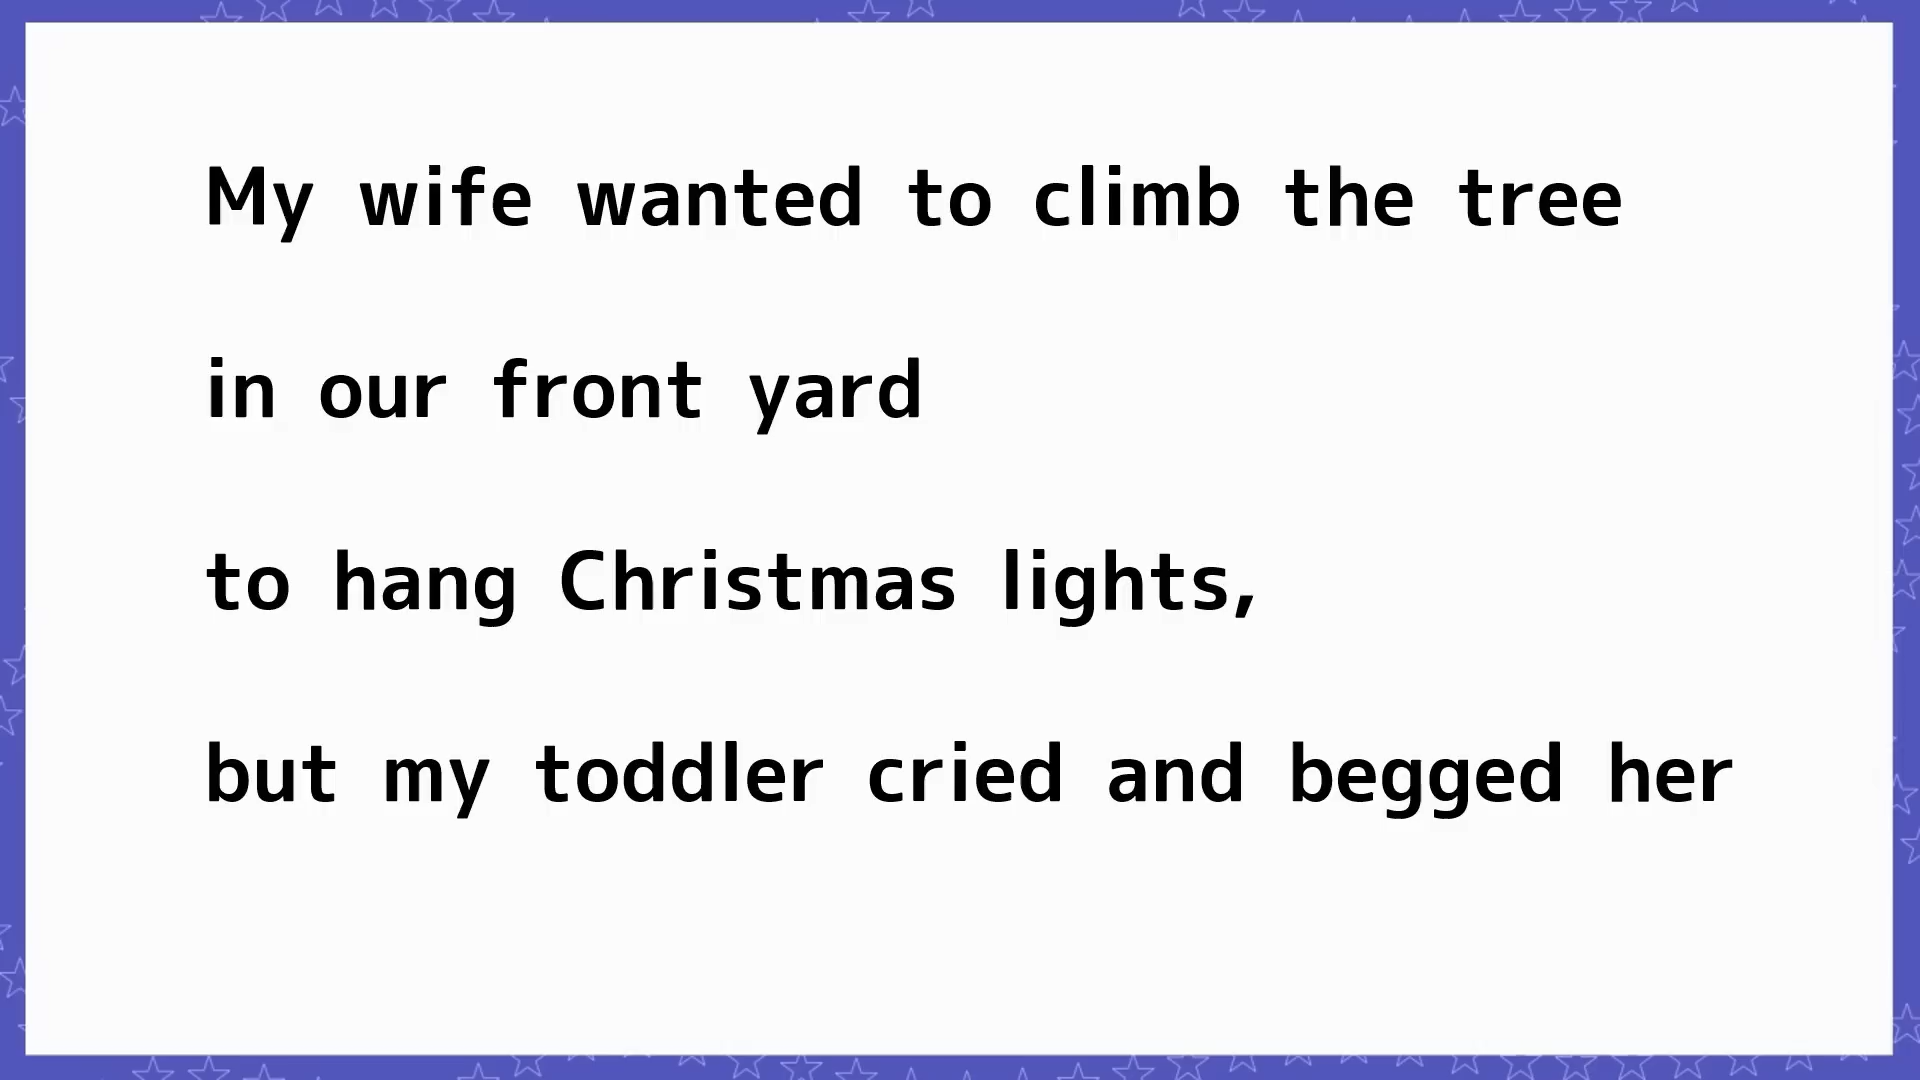 My wife wanted to climb the tree
in our front yard
to hang Christmas lights,
but my toddler cried and begged her